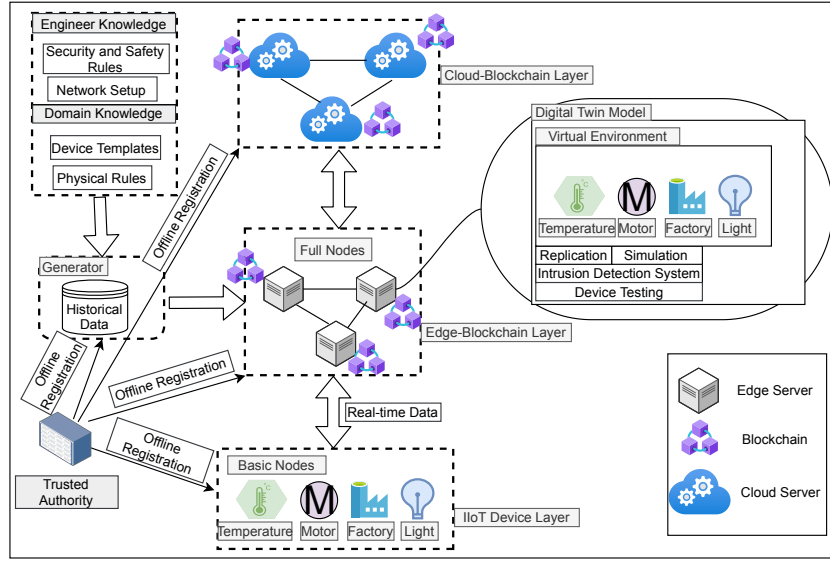 Engineer Knowledge
Security and Safety
Rules
Network Setup
Domain Knowledge
Device Templates
Physical Rules
Cloud-Blockchain Layer
Offline Registration
Generator
Historical
Data
Full Nodes
Edge-Blockchain Layer
Digital Twin Model
Virtual Environment
°C
M
Temperature
Motor
Factory
Light
Replication
Simulation
Intrusion Detection System
Device Testing
Offline
Registration
Offline Registration
Offline
Registration
Real-time Data
Trusted
Authority
Basic Nodes
°C
M
Temperature
Motor
Factory
Light
IIoT Device Layer
Edge Server
Blockchain
Cloud Server